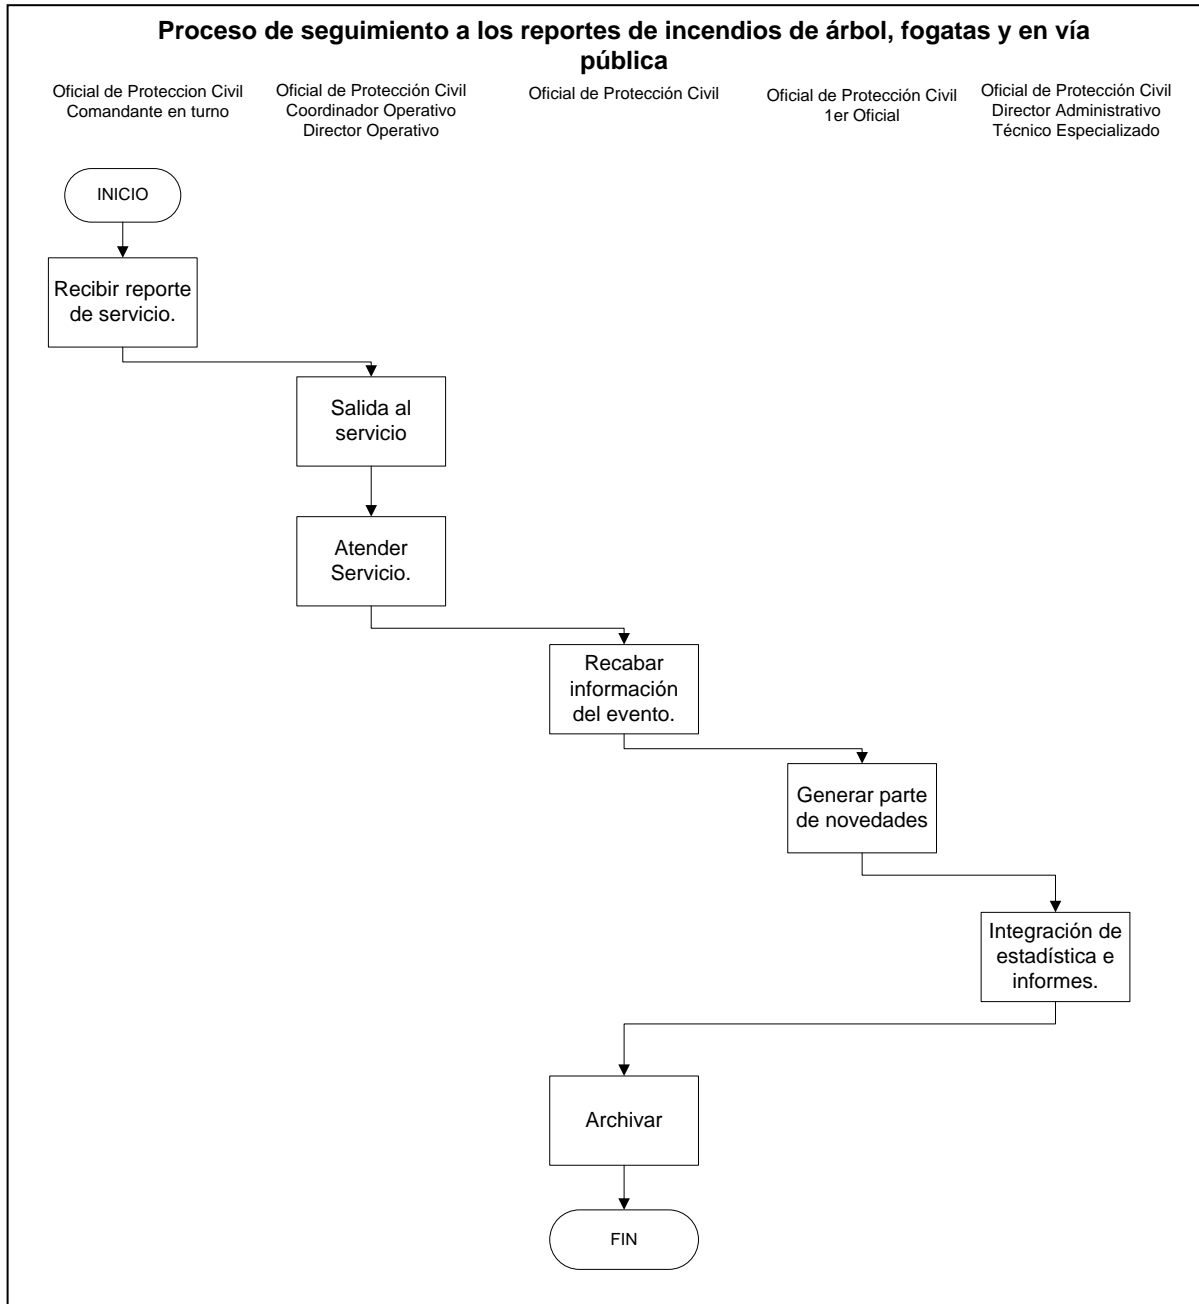 Proceso de seguimiento a los reportes de incendios de árbol, fogatas y en vía
pública
Oficial de Proteccion Civil
Comandante en turno
Oficial de Protección Civil
Coordinador Operativo
Director Operativo
Oficial de Protección Civil
Oficial de Protección Civil
1er Oficial
Oficial de Protección Civil
Director Administrativo
Técnico Especializado
INICIO
Recibir reporte
de servicio.
Salida al
servicio
Atender
Servicio.
Recabar
información
del evento.
Generar parte
de novedades
Integración de
estadística e
informes.
Archivar
FIN